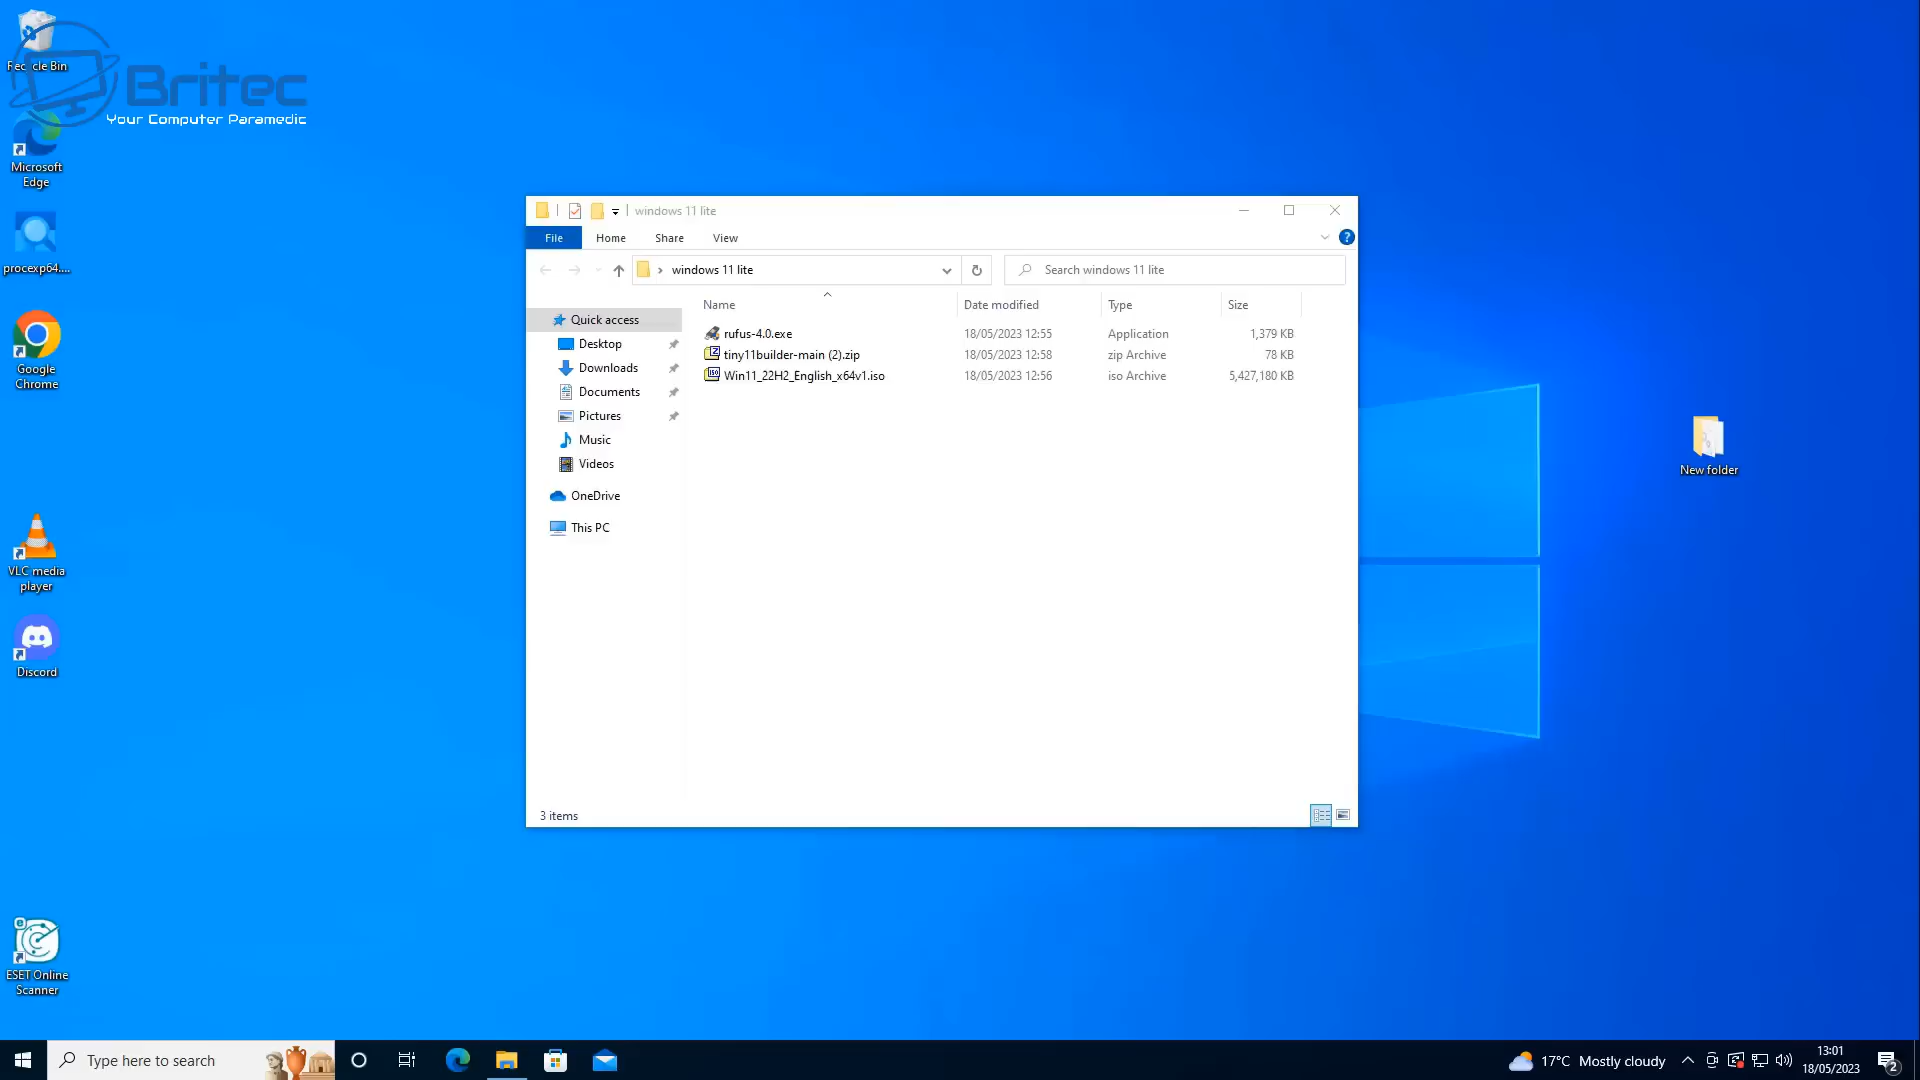 Recycle Bin
Britec
Your Computer Paramedic
Microsoft
Edge
procexp64....
Google
Chrome
VLC media
player
Discord
ESET Online
Scanner
windows 11 lite
File
Home
Share
View
?
windows 11 lite
Search windows 11 lite
Name
Date modified
Type
Size
Quick access
Desktop
Downloads
Documents
Pictures
Music
Videos
OneDrive
This PC
rufus-4.0.exe
18/05/2023 12:55
Application
1,379 KB
tiny11builder-main (2).zip
18/05/2023 12:58
zip Archive
78 KB
Win11_22H2_English_x64v1.iso
18/05/2023 12:56
iso Archive
5,427,180 KB
3 items
New folder
Type here to search
17°C Mostly cloudy
13:01
18/05/2023
2